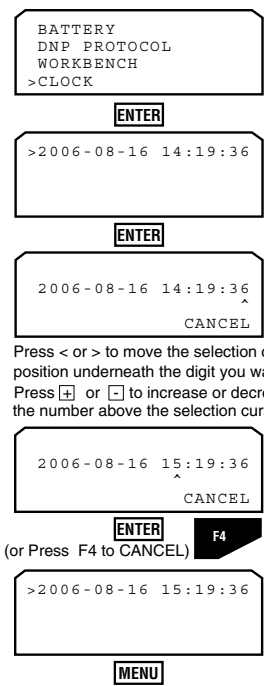 BATTERY
DNP PROTOCOL
WORKBENCH
>CLOCK
ENTER
>2006-08-16 14:19:36
ENTER
2006-08-16 14:19:36
^
CANCEL
Press < or > to move the selection
position underneath the digit you
Press + or - to increase or
the number above the selection
2006-08-16 15:19:36
^
CANCEL
ENTER
F4
(or Press F4 to CANCEL)
>2006-08-16 15:19:36
MENU